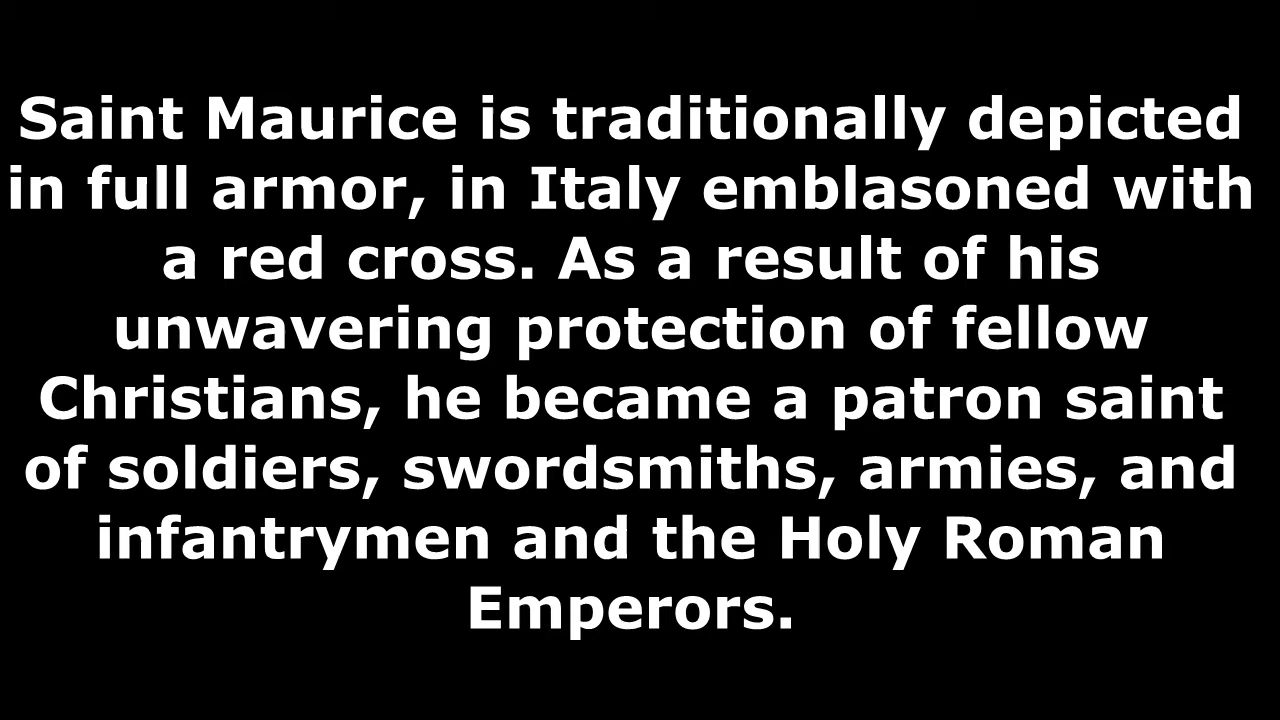 Saint Maurice is traditionally depicted
in full armor, in Italy emblasoned with
a red cross. As a result of his
unwavering protection of fellow
Christians, he became a patron saint
of soldiers, swordsmiths, armies, and
infantrymen and the Holy Roman
Emperors.